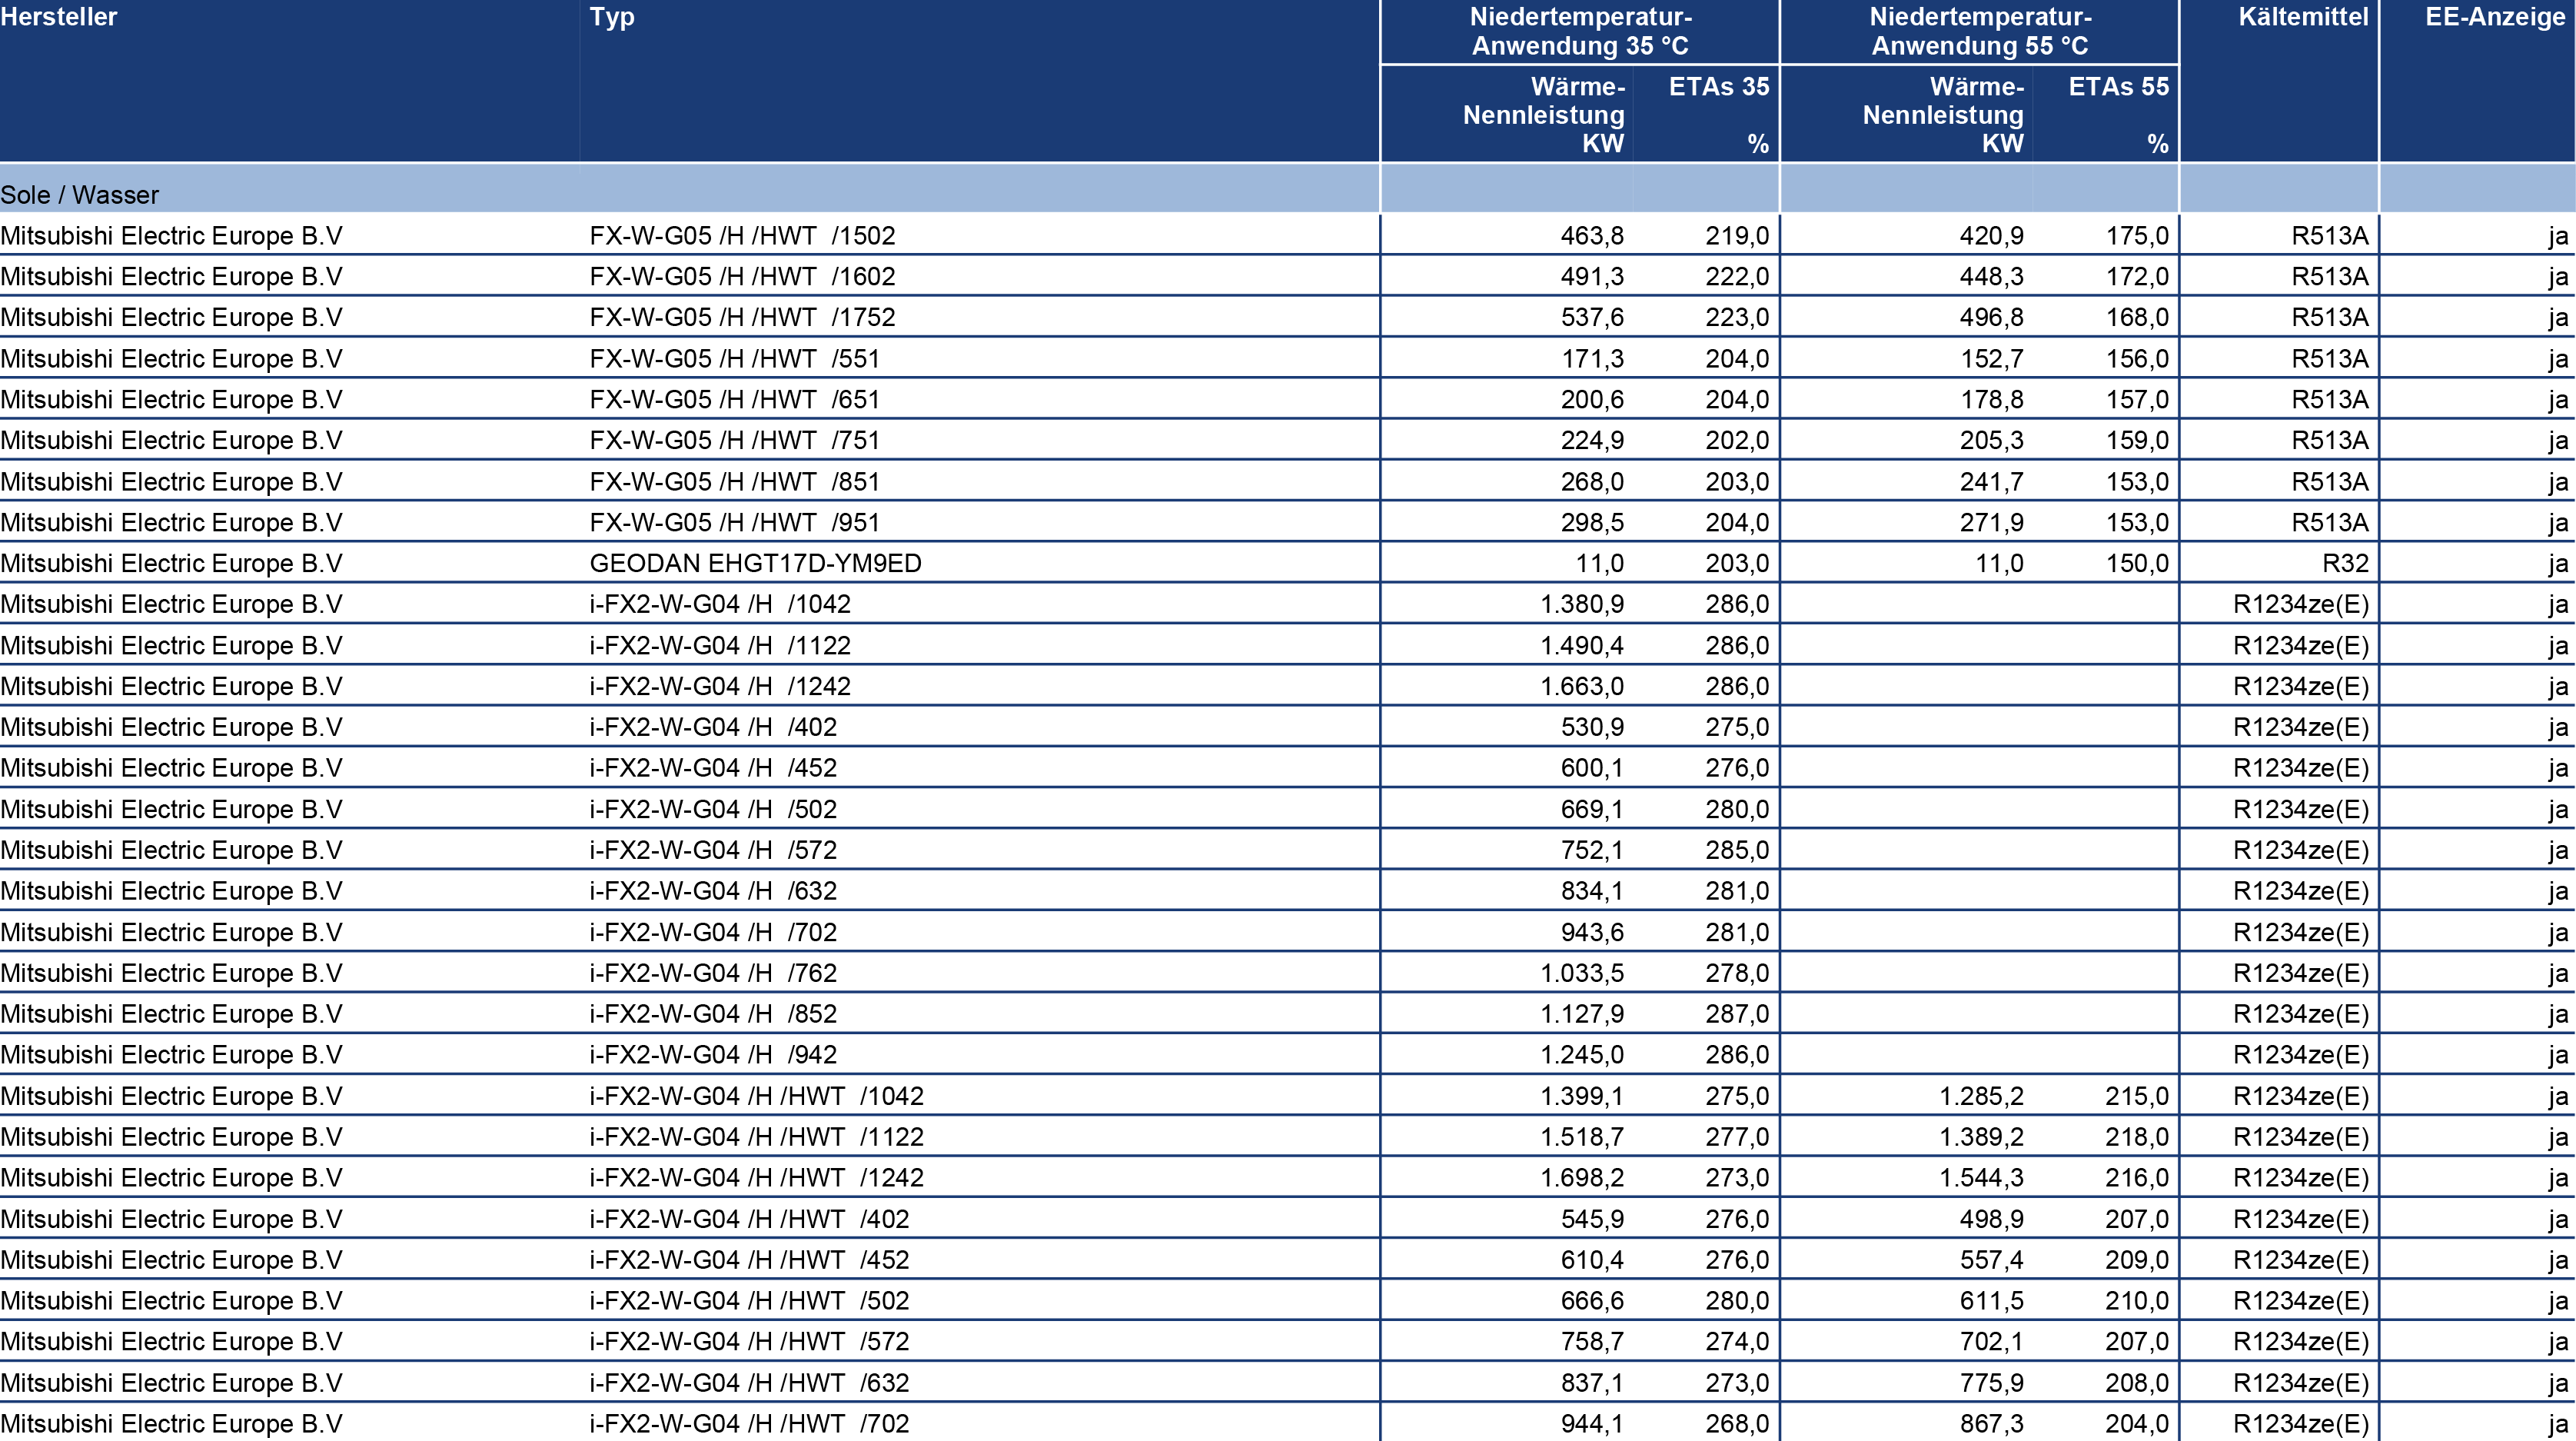 Hersteller Typ Niedertemperatur- Niedertemperatur- Kältemittel EE-Anzeige
Anwendung 35 °C Anwendung 55 °C
Wärme- ETAs 35 Wärme- ETAs 55
Nennleistung Nennleistung
KW % KW %
Sole / Wasser
Mitsubishi Electric Europe B.V FX-W-G05 /H /HWT /1502 463,8 219,0 420,9 175,0 R513A ja
Mitsubishi Electric Europe B.V FX-W-G05 /H /HWT /1602 491,3 222,0 448,3 172,0 R513A ja
Mitsubishi Electric Europe B.V FX-W-G05 /H /HWT /1752 537,6 223,0 496,8 168,0 R513A ja
Mitsubishi Electric Europe B.V FX-W-G05 /H /HWT /551 171,3 204,0 152,7 156,0 R513A ja
Mitsubishi Electric Europe B.V FX-W-G05 /H /HWT /651 200,6 204,0 178,8 157,0 R513A ja
Mitsubishi Electric Europe B.V FX-W-G05 /H /HWT /751 224,9 202,0 205,3 159,0 R513A ja
Mitsubishi Electric Europe B.V FX-W-G05 /H /HWT /851 268,0 203,0 241,7 153,0 R513A ja
Mitsubishi Electric Europe B.V FX-W-G05 /H /HWT /951 298,5 204,0 271,9 153,0 R513A ja
Mitsubishi Electric Europe B.V GEODAN EHGT17D-YM9ED 11,0 203,0 11,0 150,0 R32 ja
Mitsubishi Electric Europe B.V i-FX2-W-G04 /H /1042 1.380,9 286,0 R1234ze(E) ja
Mitsubishi Electric Europe B.V i-FX2-W-G04 /H /1122 1.490,4 286,0 R1234ze(E) ja
Mitsubishi Electric Europe B.V i-FX2-W-G04 /H /1242 1.663,0 286,0 R1234ze(E) ja
Mitsubishi Electric Europe B.V i-FX2-W-G04 /H /402 530,9 275,0 R1234ze(E) ja
Mitsubishi Electric Europe B.V i-FX2-W-G04 /H /452 600,1 276,0 R1234ze(E) ja
Mitsubishi Electric Europe B.V i-FX2-W-G04 /H /502 669,1 280,0 R1234ze(E) ja
Mitsubishi Electric Europe B.V i-FX2-W-G04 /H /572 752,1 285,0 R1234ze(E) ja
Mitsubishi Electric Europe B.V i-FX2-W-G04 /H /632 834,1 281,0 R1234ze(E) ja
Mitsubishi Electric Europe B.V i-FX2-W-G04 /H /702 943,6 281,0 R1234ze(E) ja
Mitsubishi Electric Europe B.V i-FX2-W-G04 /H /762 1.033,5 278,0 R1234ze(E) ja
Mitsubishi Electric Europe B.V i-FX2-W-G04 /H /852 1.127,9 287,0 R1234ze(E) ja
Mitsubishi Electric Europe B.V i-FX2-W-G04 /H /942 1.245,0 286,0 R1234ze(E) ja
Mitsubishi Electric Europe B.V i-FX2-W-G04 /H /HWT /1042 1.399,1 275,0 1.285,2 215,0 R1234ze(E) ja
Mitsubishi Electric Europe B.V i-FX2-W-G04 /H /HWT /1122 1.518,7 277,0 1.389,2 218,0 R1234ze(E) ja
Mitsubishi Electric Europe B.V i-FX2-W-G04 /H /HWT /1242 1.698,2 273,0 1.544,3 216,0 R1234ze(E) ja
Mitsubishi Electric Europe B.V i-FX2-W-G04 /H /HWT /402 545,9 276,0 498,9 207,0 R1234ze(E) ja
Mitsubishi Electric Europe B.V i-FX2-W-G04 /H /HWT /452 610,4 276,0 557,4 209,0 R1234ze(E) ja
Mitsubishi Electric Europe B.V i-FX2-W-G04 /H /HWT /502 666,6 280,0 611,5 210,0 R1234ze(E) ja
Mitsubishi Electric Europe B.V i-FX2-W-G04 /H /HWT /572 758,7 274,0 702,1 207,0 R1234ze(E) ja
Mitsubishi Electric Europe B.V i-FX2-W-G04 /H /HWT /632 837,1 273,0 775,9 208,0 R1234ze(E) ja
Mitsubishi Electric Europe B.V i-FX2-W-G04 /H /HWT /702 944,1 268,0 867,3 204,0 R1234ze(E) ja